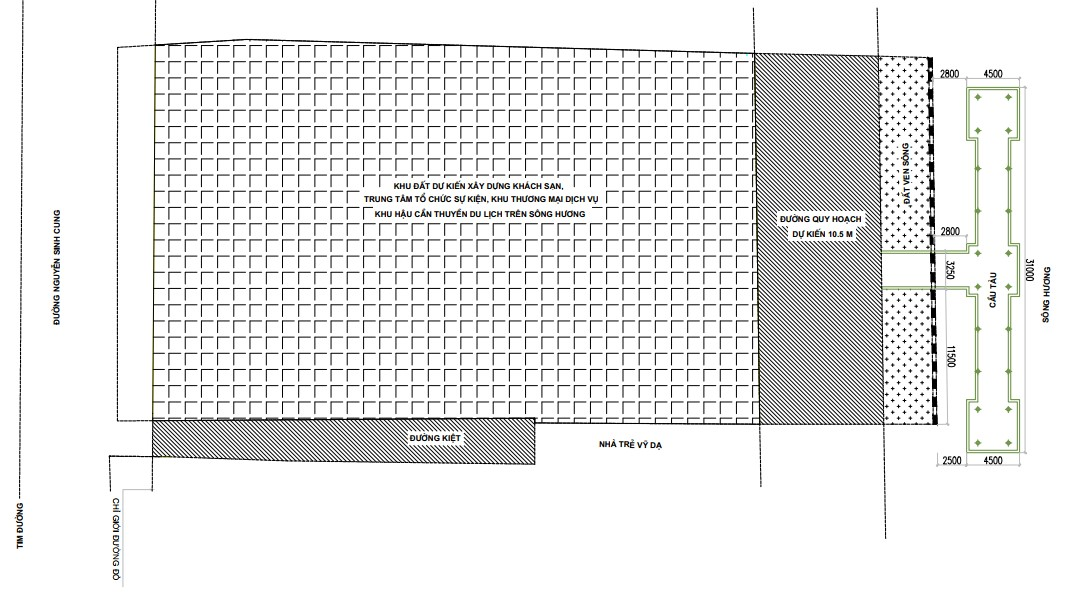 2800
4500
ĐẤT VEN SÔNG
KHU ĐẤT DỰ KIẾN XÂY DỰNG KHÁCH SẠN,
TRUNG TÂM TỔ CHỨC SỰ KIỆN, KHU THƯƠNG MẠI DỊCH VỤ
KHU HẬU CẦN THUYỀN DU LỊCH TRÊN SÔNG HƯƠNG
ĐƯỜNG QUY HOẠCH
DỰ KIẾN 10.5 M
2800
3250
31000
CẦU TÀU
SÔNG HƯƠNG
ĐƯỜNG NGUYỄN SINH CUNG
11500
ĐƯỜNG KIỆT
NHÀ TRẺ VỸ DẠ
2500
4500
TIM ĐƯỜNG
CHỈ GIỚI ĐƯỜNG ĐỎ